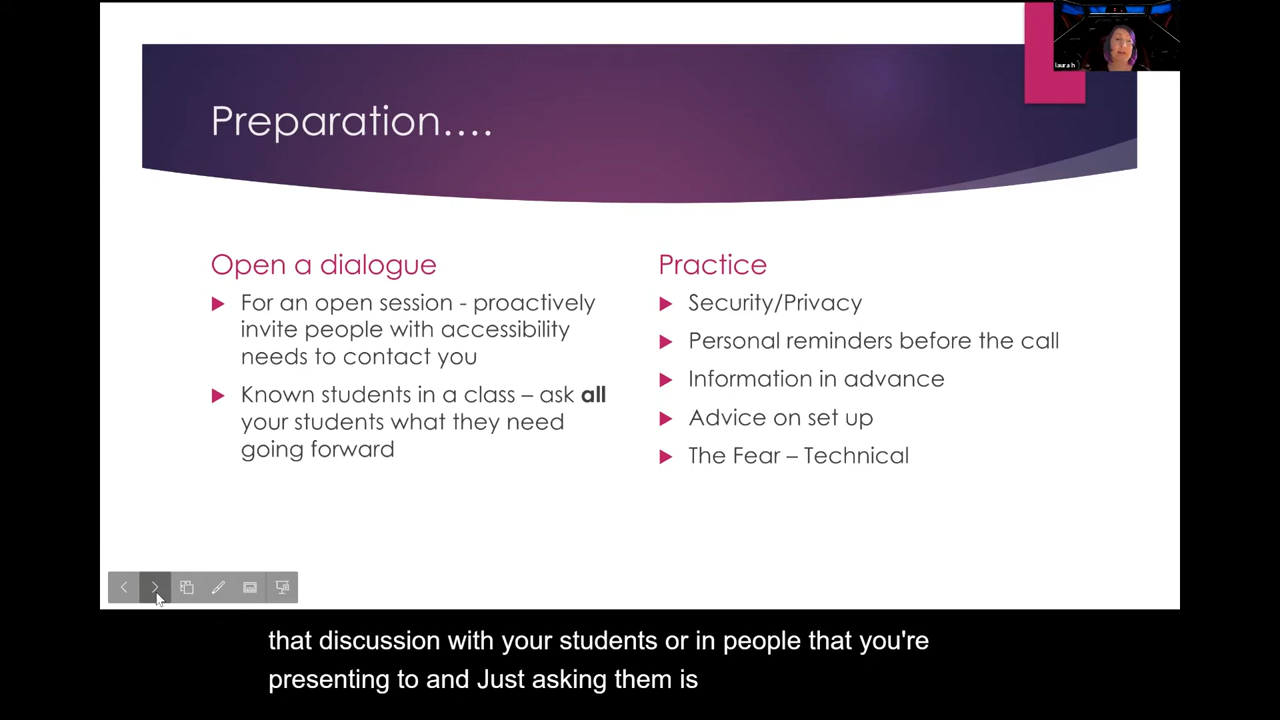 laura h
Preparation....
Open a dialogue
For an open session - proactively
invite people with accessibility
needs to contact you
Known students in a class – ask all
your students what they need
going forward
Practice
Security/Privacy
Personal reminders before the call
Information in advance
Advice on set up
The Fear – Technical
that discussion with your students or in people that you're
presenting to and Just asking them is